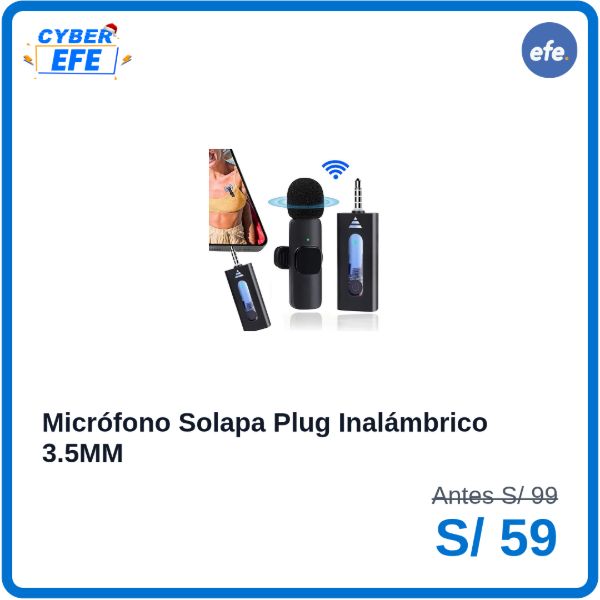 CYBER
EFE
efe.
Micrófono Solapa Plug Inalámbrico
3.5MM
Antes S/ 99
S/ 59